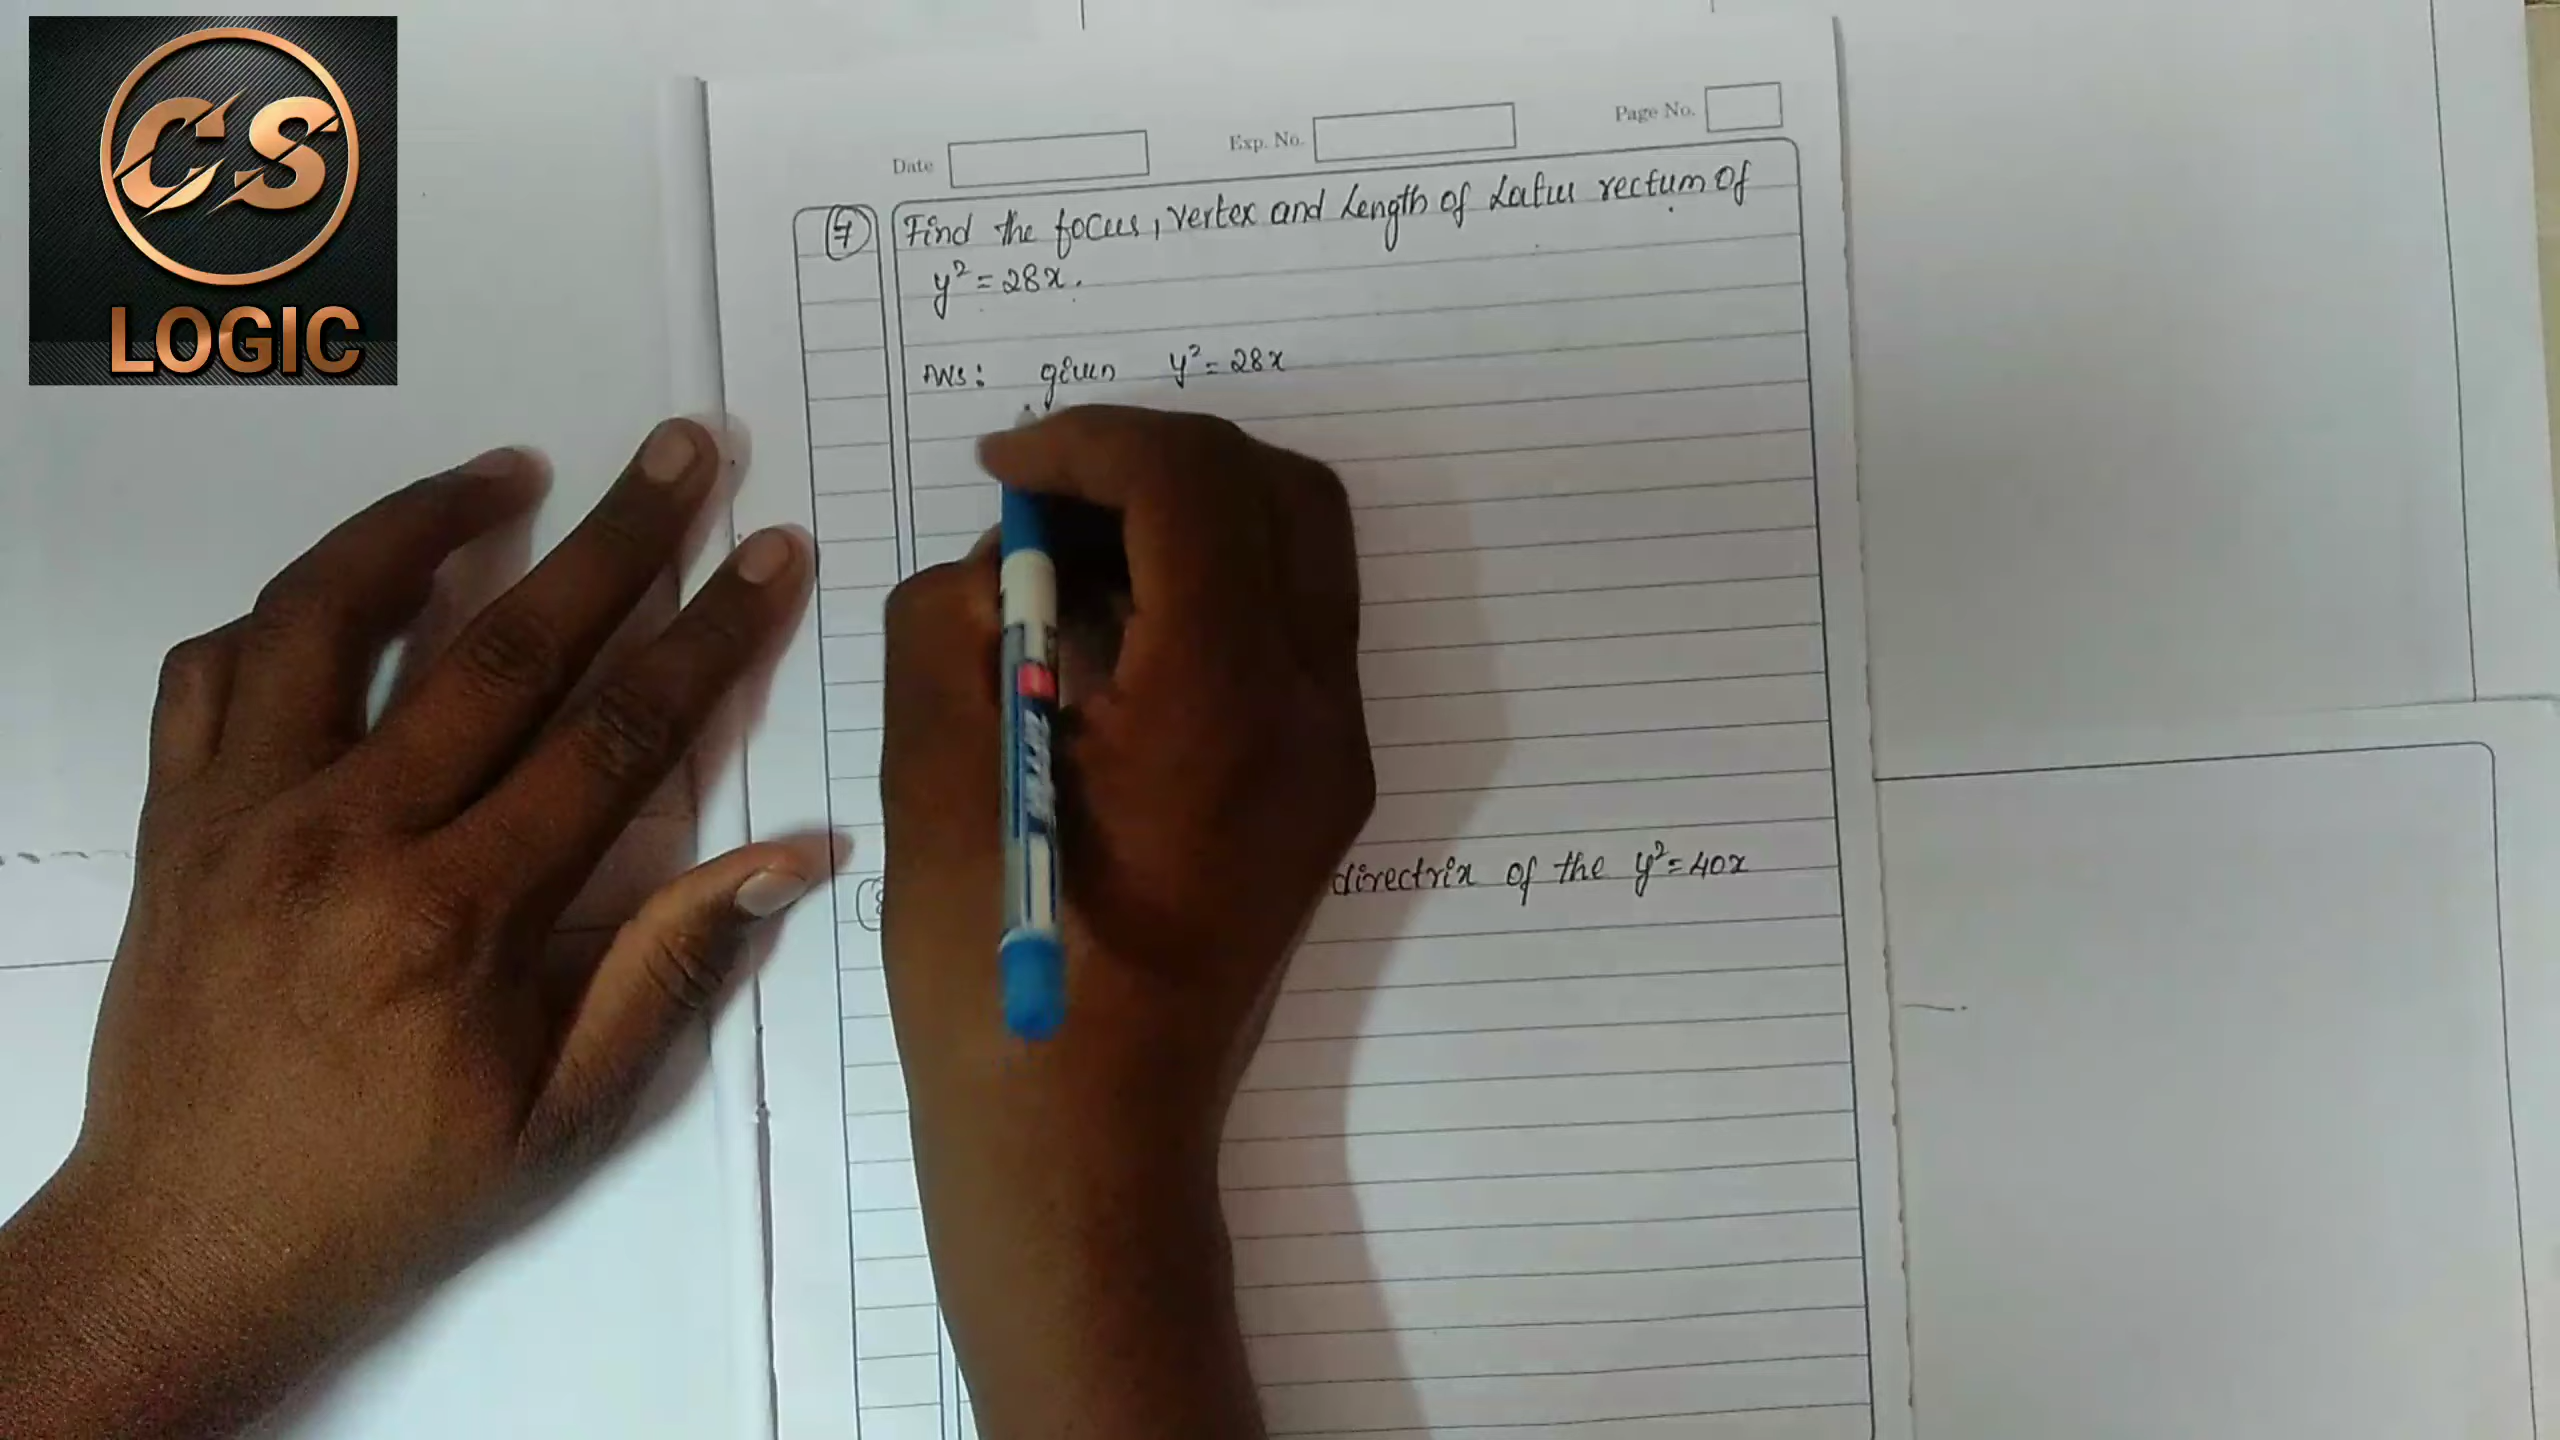 CS
LOGIC
Date
Exp. No.
Page No.
7 Find the focus, vertex and Length of Latus rectum of
y² = 28x.
Ans: given y² = 28x
directrix of the y² = 40x